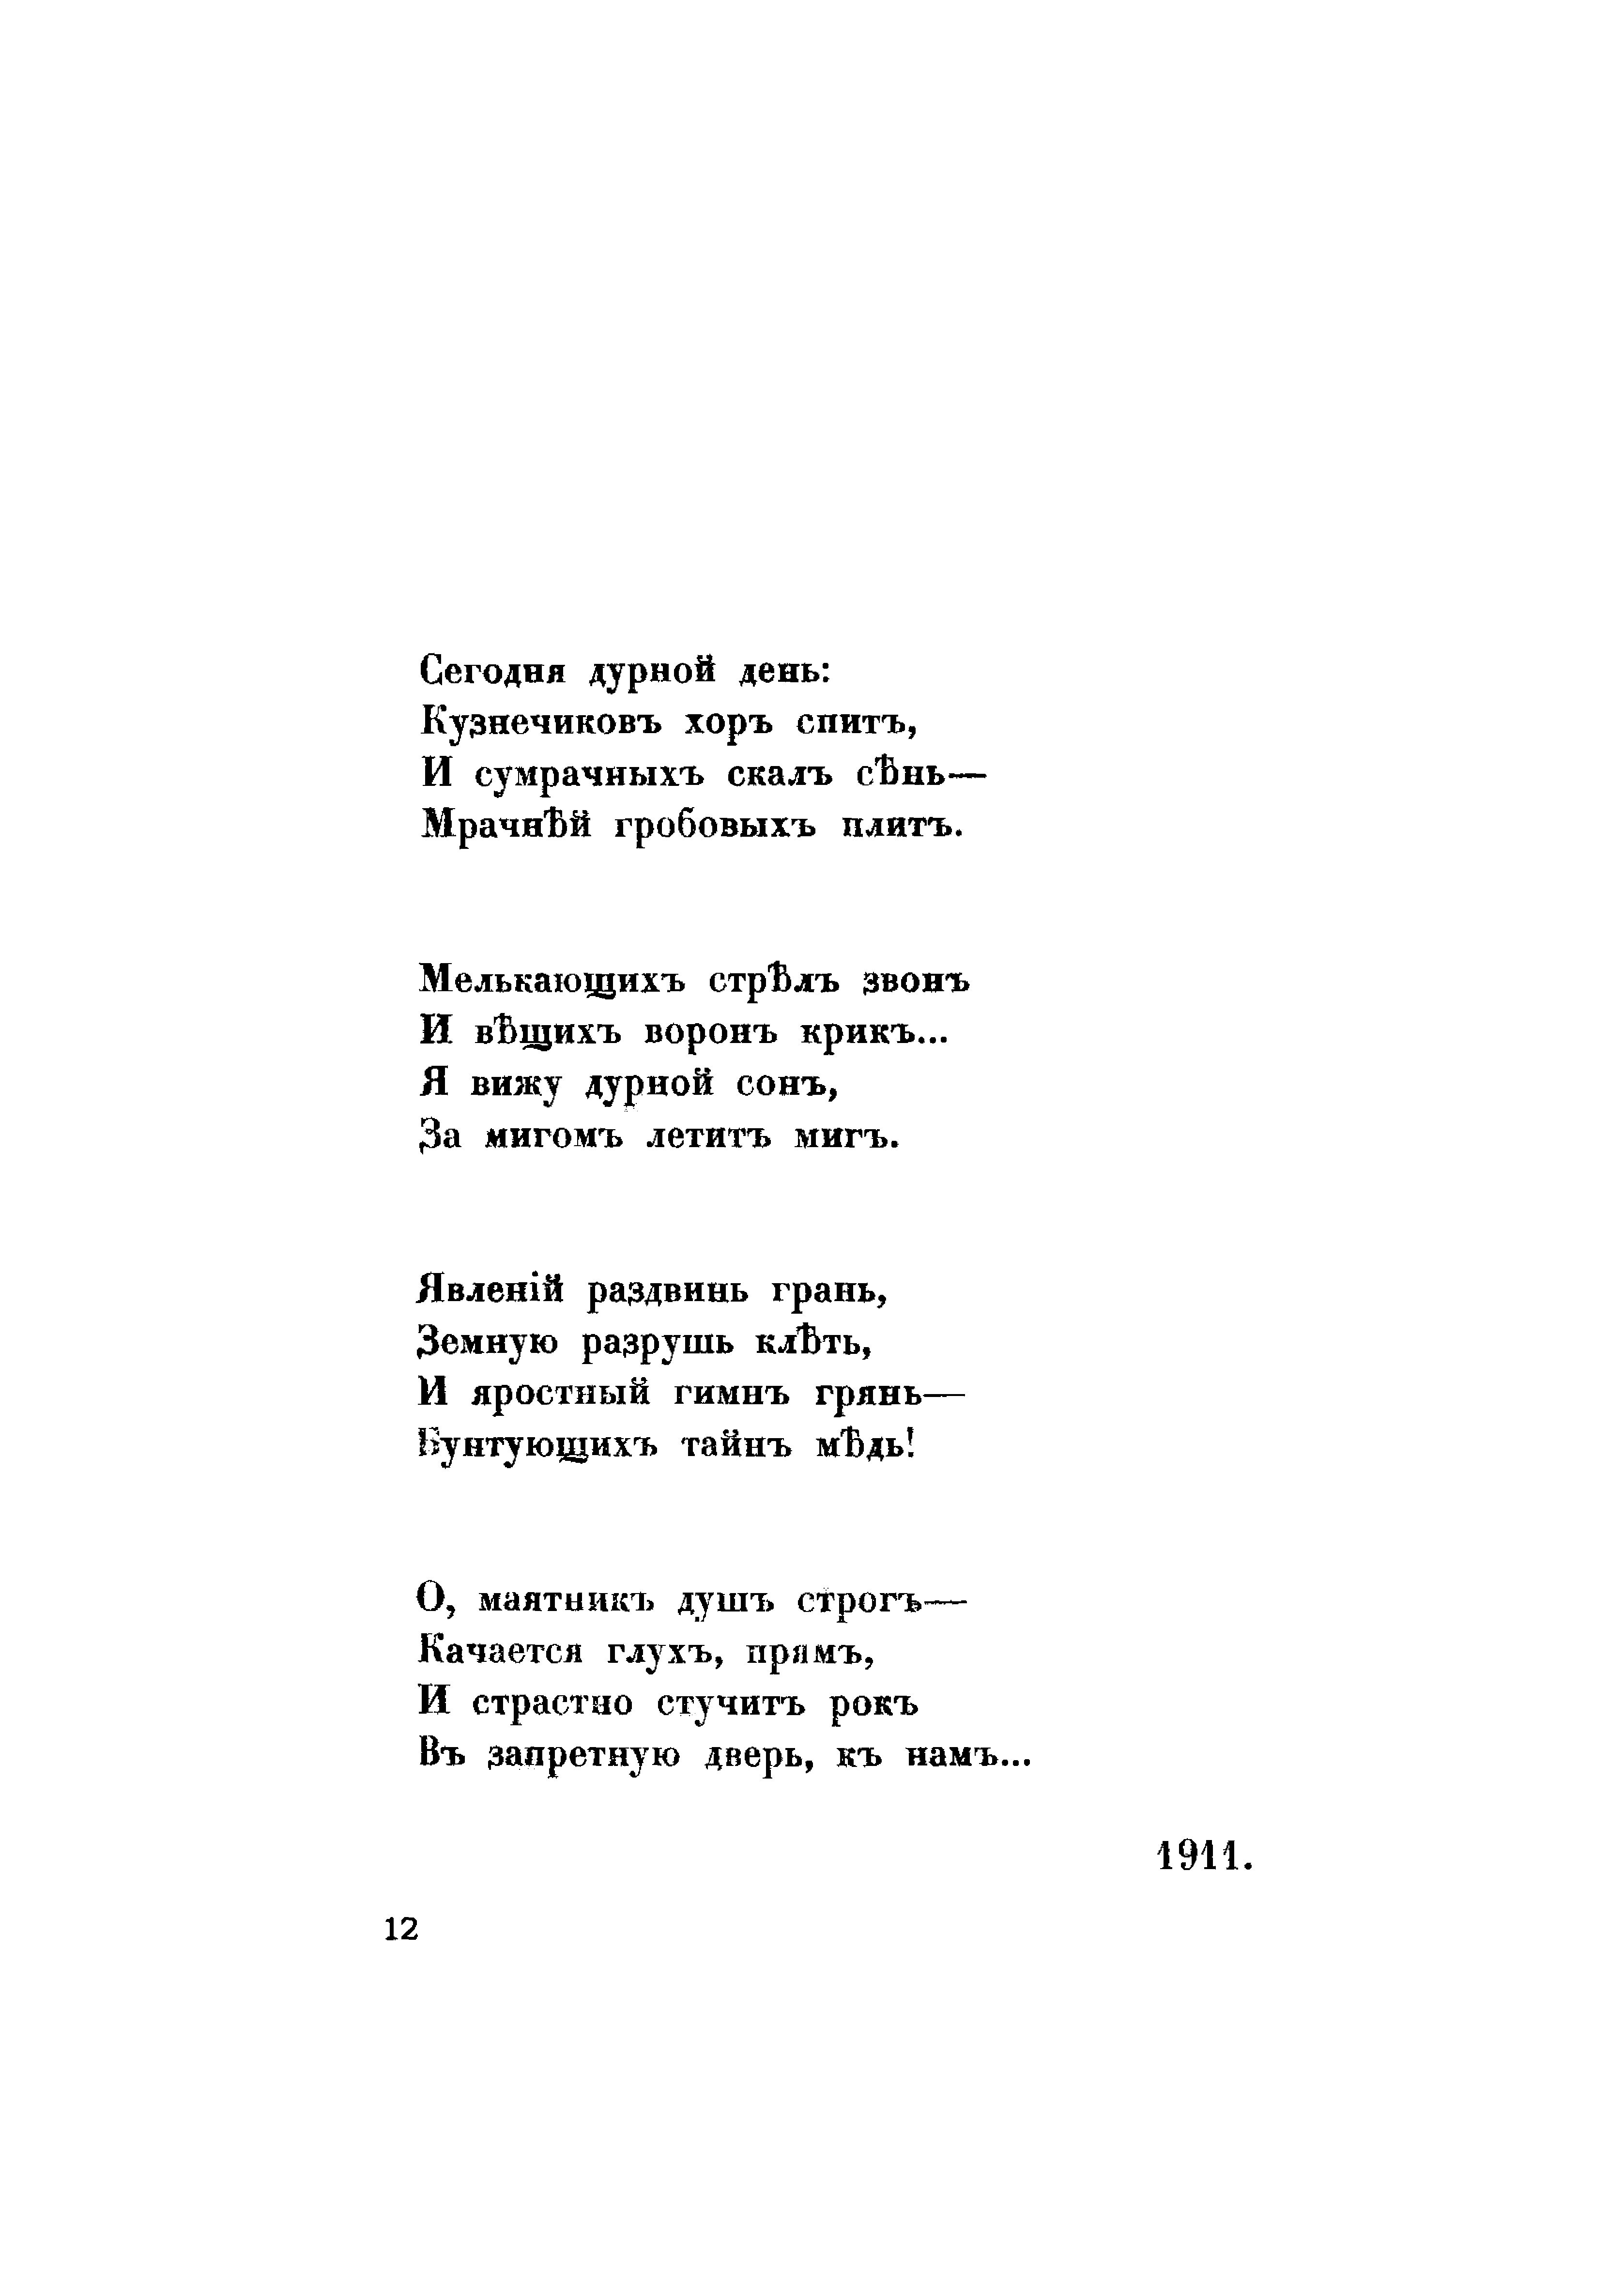 Сегодня дурной день:
Кузнечиковъ хоръ спитъ,
И сумрачныхъ скалъ сѣнь—
Мрачнѣй гробовыхъ плитъ.
Мелькающихъ стрѣлъ звонъ
И вѣщихъ воронъ крикъ...
Я вижу дурной сонъ,
За мигомъ летитъ мигъ.
Явленій раздвинь грань,
Земную разрушь клѣть,
И яростный гимнъ грянь—
Бунтующихъ тайнъ мѣдь!
О, маятникъ душъ строгъ—
Качается глухъ, прямъ,
И страстно стучитъ рокъ
Въ запретную дверь, къ намъ...
1911.
12